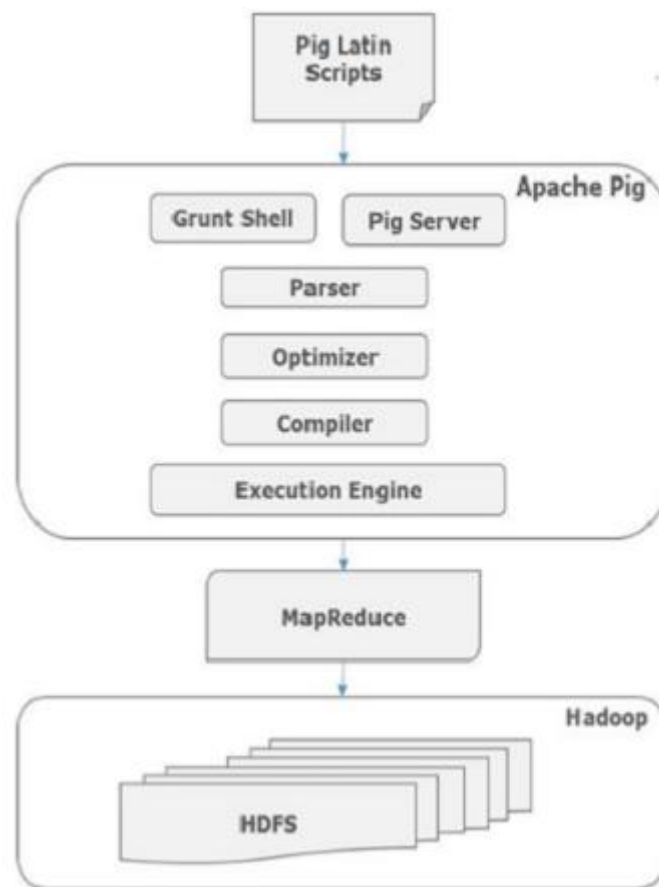 Pig Latin
Scripts
Apache Pig
Grunt Shell
Pig Server
Parser
Optimizer
Compiler
Execution Engine
MapReduce
Hadoop
HDFS